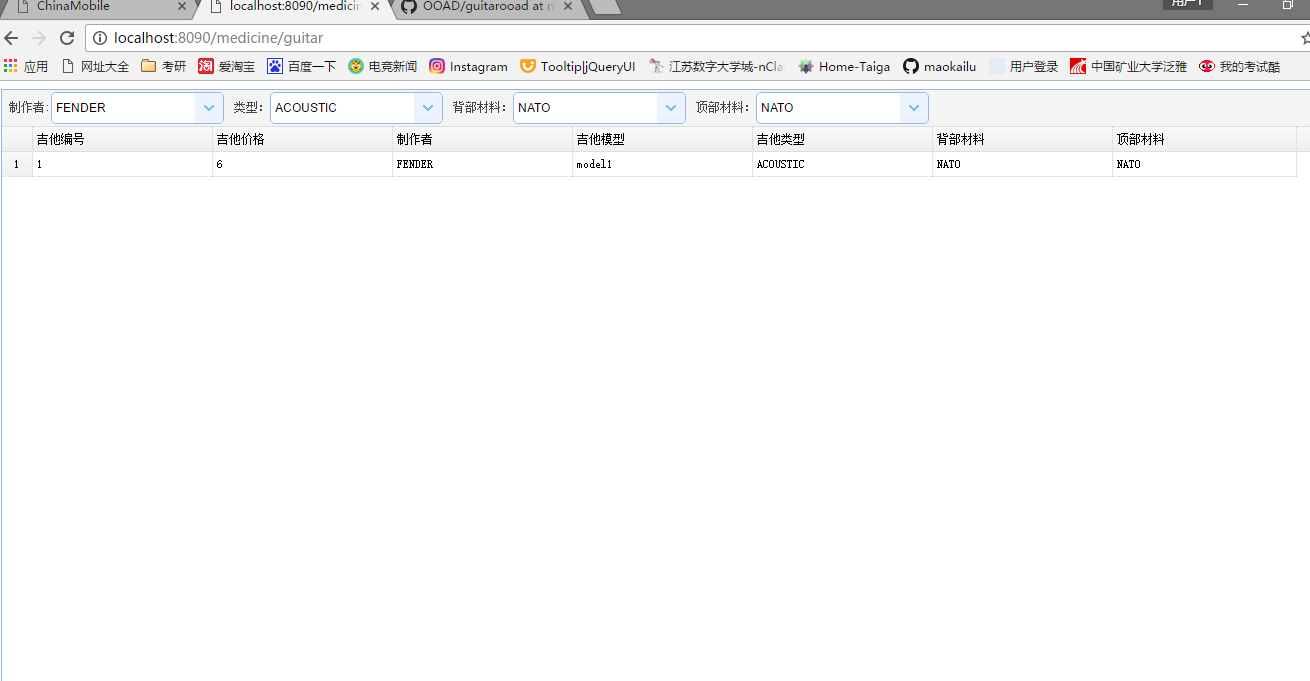 ChinaMobile
localhost:8090/medicin
OOAD/guitarooad at
localhost:8090/medicine/guitar
应用 网址大全 考研 爱淘宝 百度一下 电竞新闻 Instagram Tooltip|jQueryUI 江苏数字大学城-nCla Home-Taiga maokailu 用户登录 中国矿业大学泛雅 我的考试酷
制作者: FENDER 类型: ACOUSTIC 背部材料: NATO 顶部材料: NATO
吉他编号 吉他价格 制作者 吉他模型 吉他类型 背部材料 顶部材料
1 1 6 FENDER model1 ACOUSTIC NATO NATO